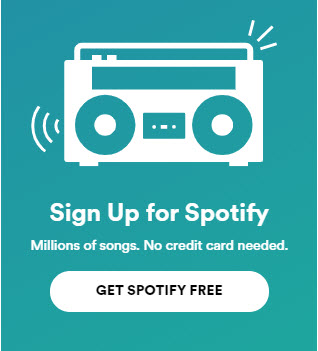 Sign Up for Spotify
Millions of songs. No credit card needed.
GET SPOTIFY FREE